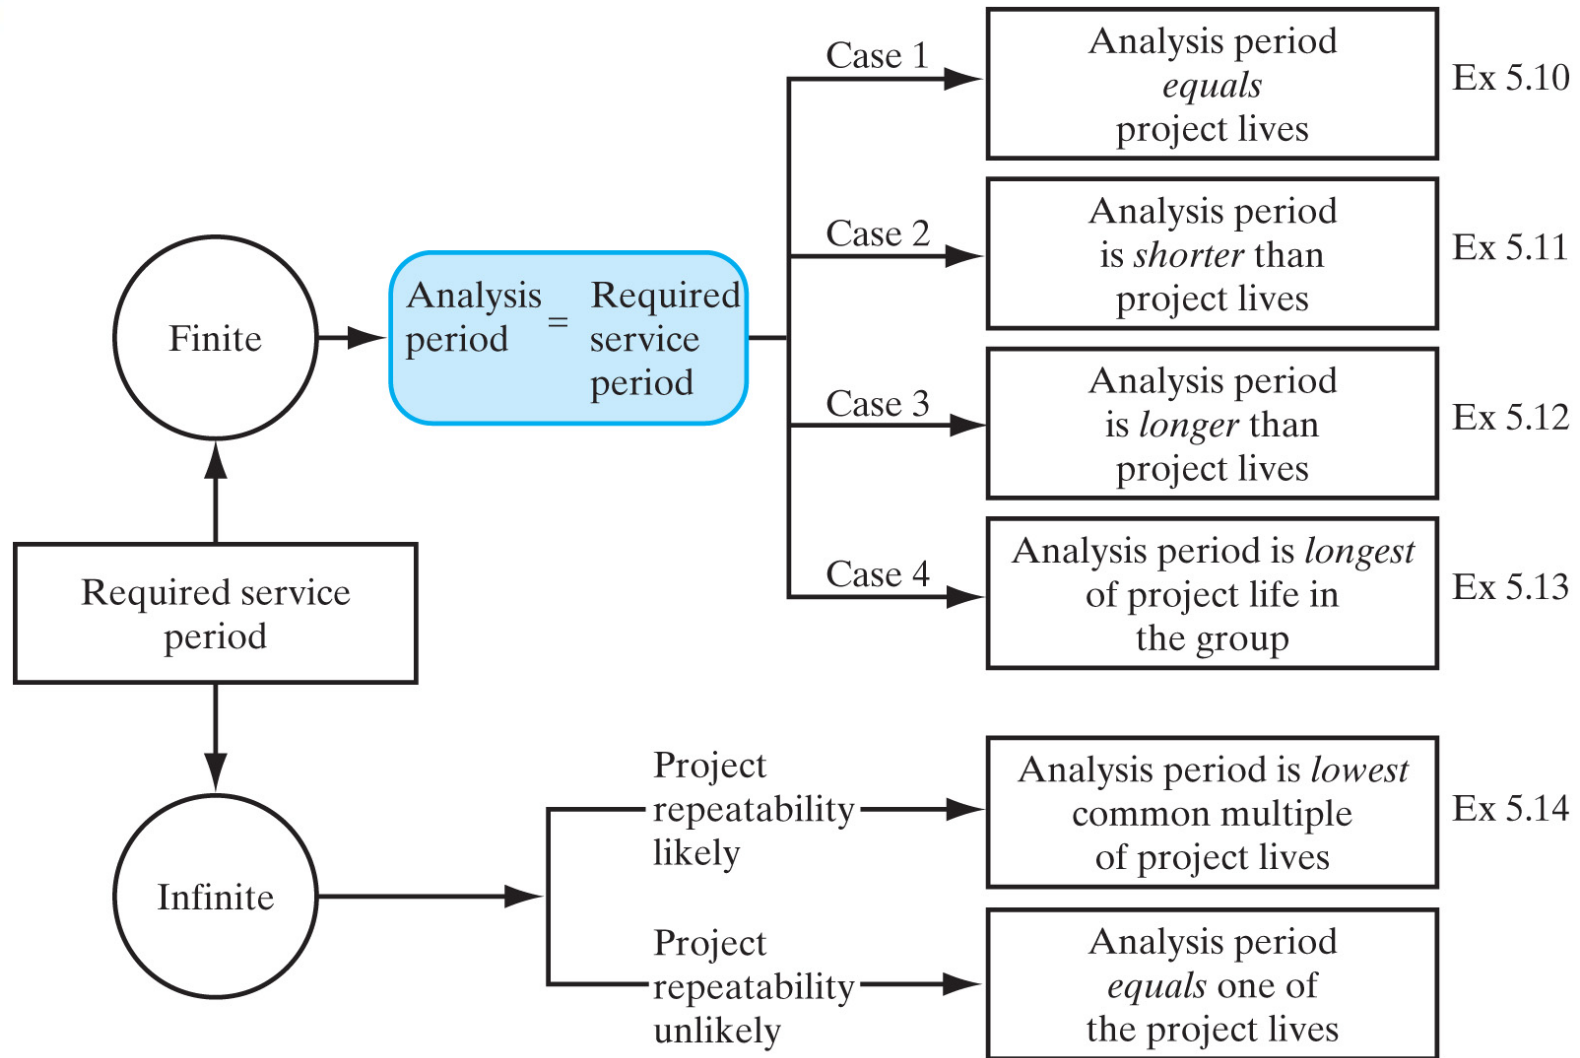 Case 1
Analysis period
equals
project lives
Ex 5.10
Case 2
Analysis period
is shorter than
project lives
Ex 5.11
Finite
Analysis
period
=
Required
service
period
Case 3
Analysis period
is longer than
project lives
Ex 5.12
Case 4
Analysis period is longest
of project life in
the group
Ex 5.13
Required service
period
Infinite
Project
repeatability
likely
Analysis period is lowest
common multiple
of project lives
Ex 5.14
Project
repeatability
unlikely
Analysis period
equals one of
the project lives